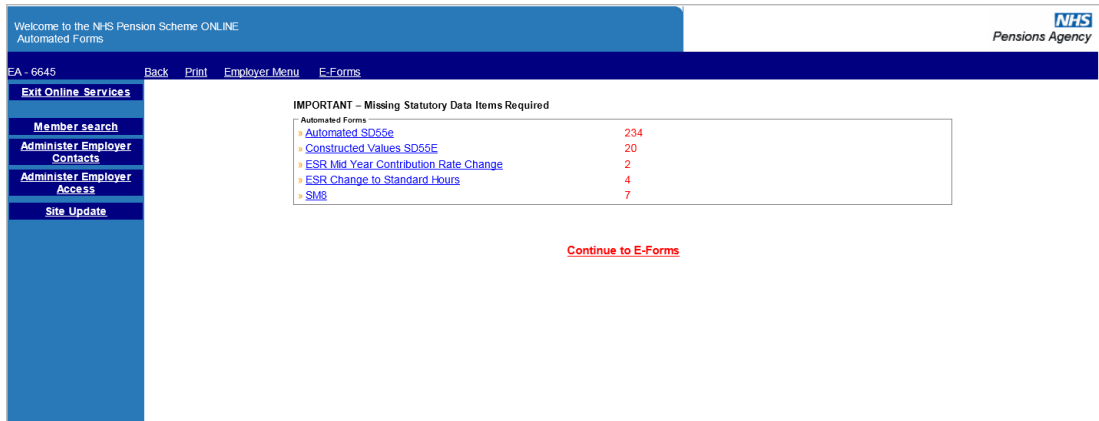 Welcome to the NHS Pension Scheme ONLINE
Automated Forms
NHS
Pensions Agency
EA - 6645 Back Print Employer Menu E-Forms
Exit Online Services
Member search
Administer Employer
Contacts
Administer Employer
Access
Site Update
IMPORTANT – Missing Statutory Data Items Required
Automated Forms
» Automated SD55e 234
» Constructed Values SD55E 20
» ESR Mid Year Contribution Rate Change 2
» ESR Change to Standard Hours 4
» SM8 7
Continue to E-Forms